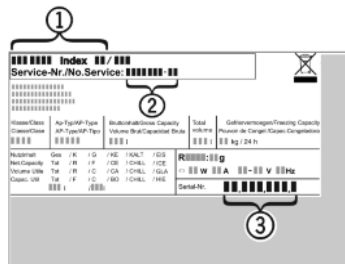 1
Index / 
Service-Nr./No.Service: -
2
Klasse/Class Ap-Typ/AP-Type Bruttoinhalt/Gross Capacity Total Gefriervermoegen/Freezing Capacity
Classe/Clase AP-Type/AP-Tipo Volume Brut/Capacidad Bruta volume Pouvoir de Congel./Capac.Congeladora
l l kg / 24 h
Nutzinhalt Ges / K / G / KE / KALT / EIS
Net Capacity Tot / R / F / CE / CHILL / ICE
Volume Utile Tot / R / C / CA / CHILL / GLA
Capac. Util Tot / F / C / BO / CHILL / HIE
l / l
R : g
W A - V Hz
Serial-Nr.
3